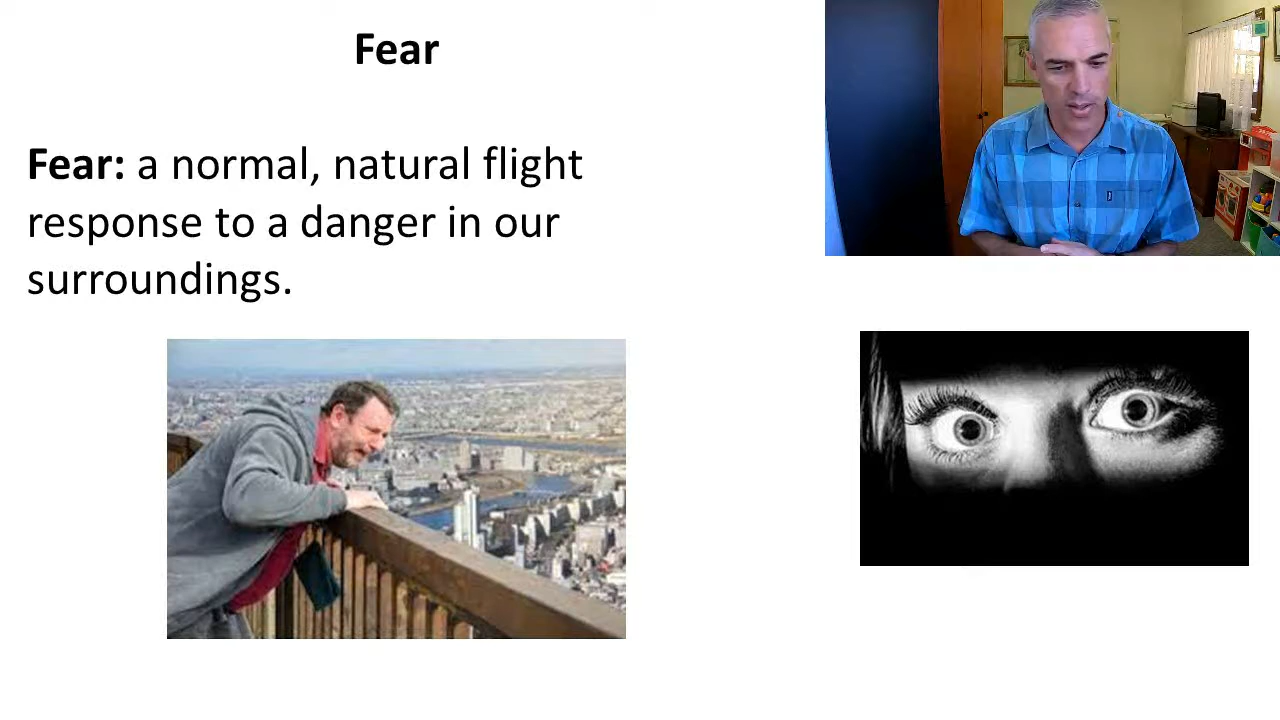 Fear
Fear: a normal, natural flight
response to a danger in our
surroundings.